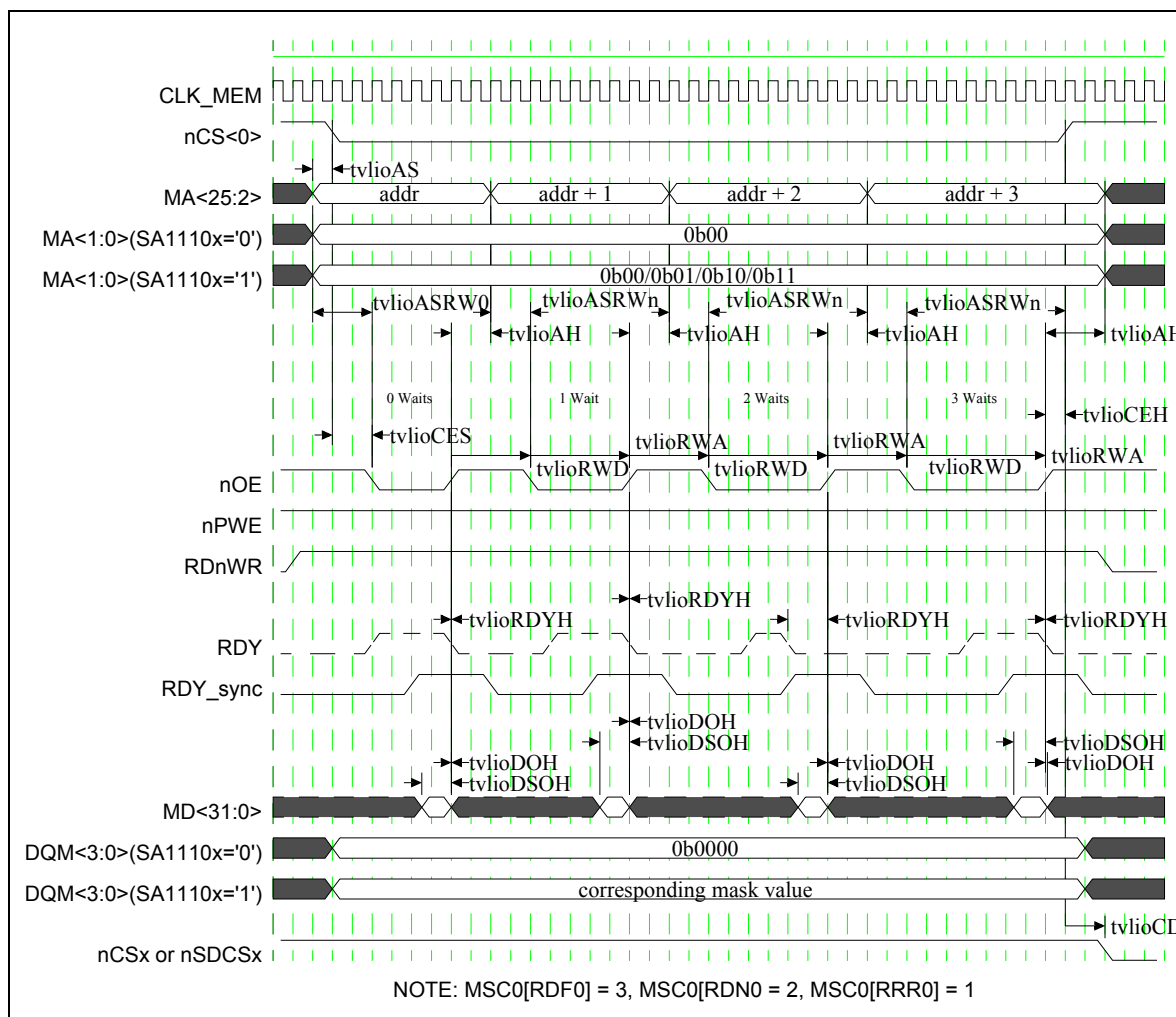 CLK_MEM
nCS<0>
tvlioAS
MA<25:2>
addr
addr + 1
addr + 2
addr + 3
MA<1:0>(SA1110x='0')
0b00
MA<1:0>(SA1110x='1')
0b00/0b01/0b10/0b11
tvlioASRW0
tvlioASRWn
tvlioASRWn
tvlioASRWn
tvlioAH
tvlioAH
tvlioAH
tvlioAH
0 Waits
1 Wait
2 Waits
3 Waits
tvlioCES
tvlioCEH
tvlioRWA
tvlioRWA
tvlioRWA
nOE
tvlioRWD
tvlioRWD
tvlioRWD
nPWE
RDnWR
tvlioRDYH
tvlioRDYH
tvlioRDYH
tvlioRDYH
RDY
RDY_sync
tvlioDOH
tvlioDSOH
tvlioDSOH
tvlioDOH
tvlioDOH
tvlioDOH
tvlioDSOH
tvlioDSOH
MD<31:0>
DQM<3:0>(SA1110x='0')
0b0000
DQM<3:0>(SA1110x='1')
corresponding mask value
tvlioCD
nCSx or nSDCSx
NOTE: MSC0[RDF0] = 3, MSC0[RDN0 = 2, MSC0[RRR0] = 1